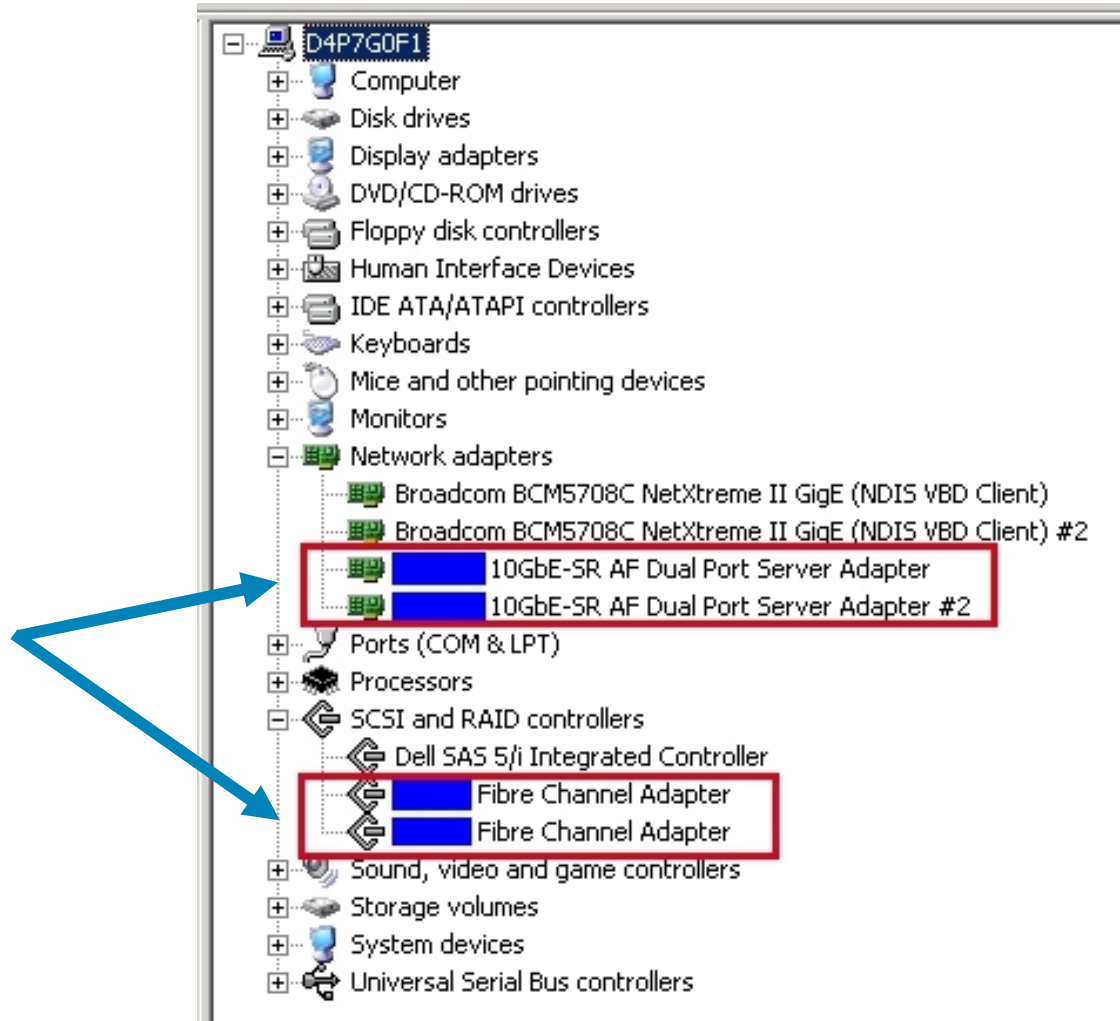 D4P7G0F1
Computer
Disk drives
Display adapters
DVD/CD-ROM drives
Floppy disk controllers
Human Interface Devices
IDE ATA/ATAPI controllers
Keyboards
Mice and other pointing devices
Monitors
Network adapters
Broadcom BCM5708C NetXtreme II GigE (NDIS VBD Client)
Broadcom BCM5708C NetXtreme II GigE (NDIS VBD Client) #2
10GbE-SR AF Dual Port Server Adapter
10GbE-SR AF Dual Port Server Adapter #2
Ports (COM & LPT)
Processors
SCSI and RAID controllers
Dell SAS 5/i Integrated Controller
Fibre Channel Adapter
Fibre Channel Adapter
Sound, video and game controllers
Storage volumes
System devices
Universal Serial Bus controllers